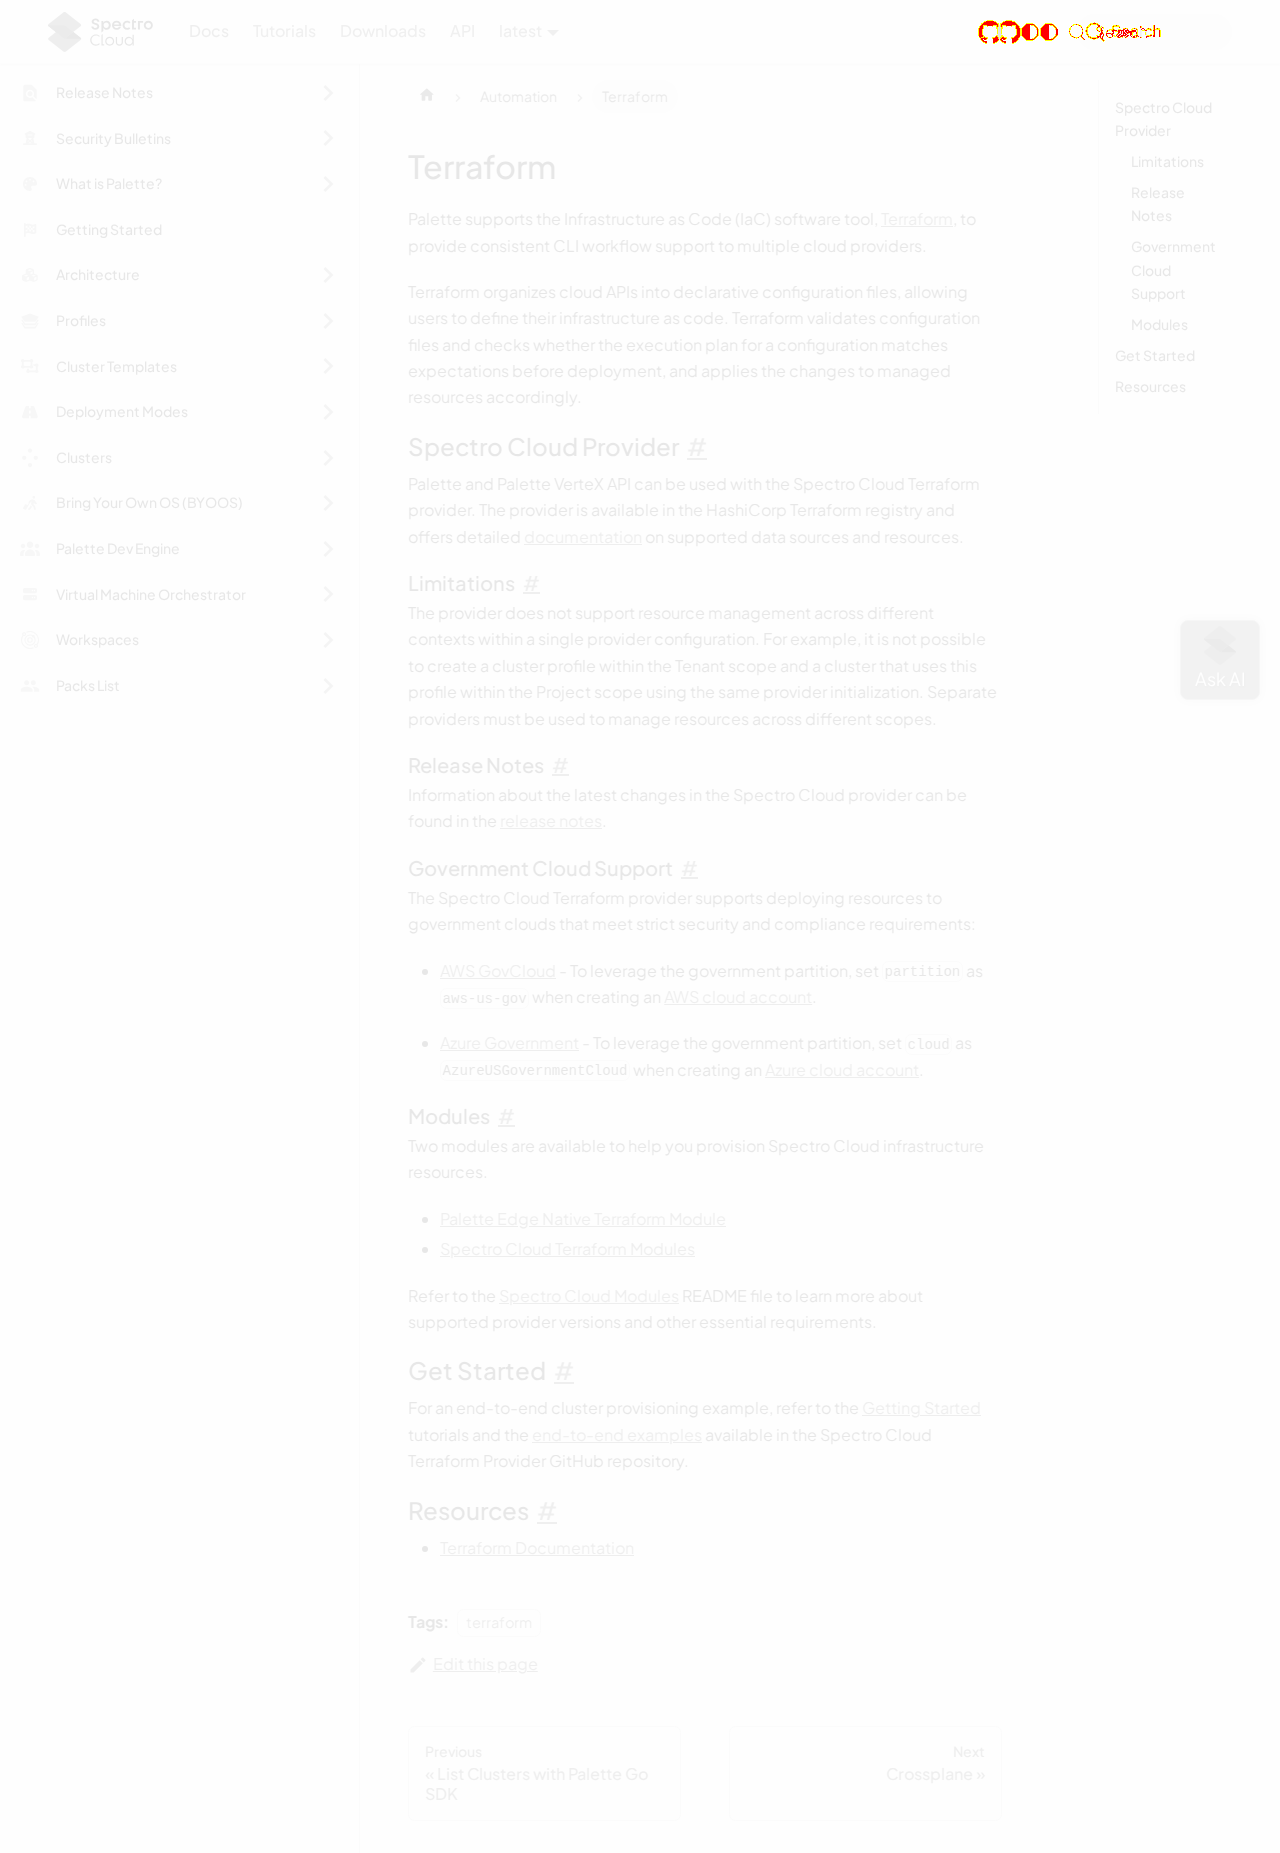 Spectro
Cloud
Docs
Tutorials
Downloads
API
latest
Release Notes
Security Bulletins
What is Palette?
Getting Started
Architecture
Profiles
Cluster Templates
Deployment Modes
Clusters
Bring Your Own OS (BYOOS)
Palette Dev Engine
Virtual Machine Orchestrator
Workspaces
Packs List
Automation
Terraform
Terraform
Palette supports the Infrastructure as Code (IaC) software tool, Terraform, to
provide consistent CLI workflow support to multiple cloud providers.
Terraform organizes cloud APIs into declarative configuration files, allowing
users to define their infrastructure as code. Terraform validates configuration
files and checks whether the execution plan for a configuration matches
expectations before deployment, and applies the changes to managed
resources accordingly.
Spectro Cloud Provider #
Palette and Palette VerteX API can be used with the Spectro Cloud Terraform
provider. The provider is available in the HashiCorp Terraform registry and
offers detailed documentation on supported data sources and resources.
Limitations #
The provider does not support resource management across different
contexts within a single provider configuration. For example, it is not possible
to create a cluster profile within the Tenant scope and a cluster that uses this
profile within the Project scope using the same provider initialization. Separate
providers must be used to manage resources across different scopes.
Release Notes #
Information about the latest changes in the Spectro Cloud provider can be
found in the release notes.
Government Cloud Support #
The Spectro Cloud Terraform provider supports deploying resources to
government clouds that meet strict security and compliance requirements:
• AWS GovCloud - To leverage the government partition, set partition as
aws-us-gov when creating an AWS cloud account.
• Azure Government - To leverage the government partition, set cloud as
AzureUSGovernmentCloud when creating an Azure cloud account.
Modules #
Two modules are available to help you provision Spectro Cloud infrastructure
resources.
• Palette Edge Native Terraform Module
• Spectro Cloud Terraform Modules
Refer to the Spectro Cloud Modules README file to learn more about
supported provider versions and other essential requirements.
Get Started #
For an end-to-end cluster provisioning example, refer to the Getting Started
tutorials and the end-to-end examples available in the Spectro Cloud
Terraform Provider GitHub repository.
Resources #
• Terraform Documentation
Tags: terraform
Edit this page
Previous
« List Clusters with Palette Go
SDK
Next
Crossplane »
Spectro Cloud
Provider
Limitations
Release
Notes
Government
Cloud
Support
Modules
Get Started
Resources
Ask AI